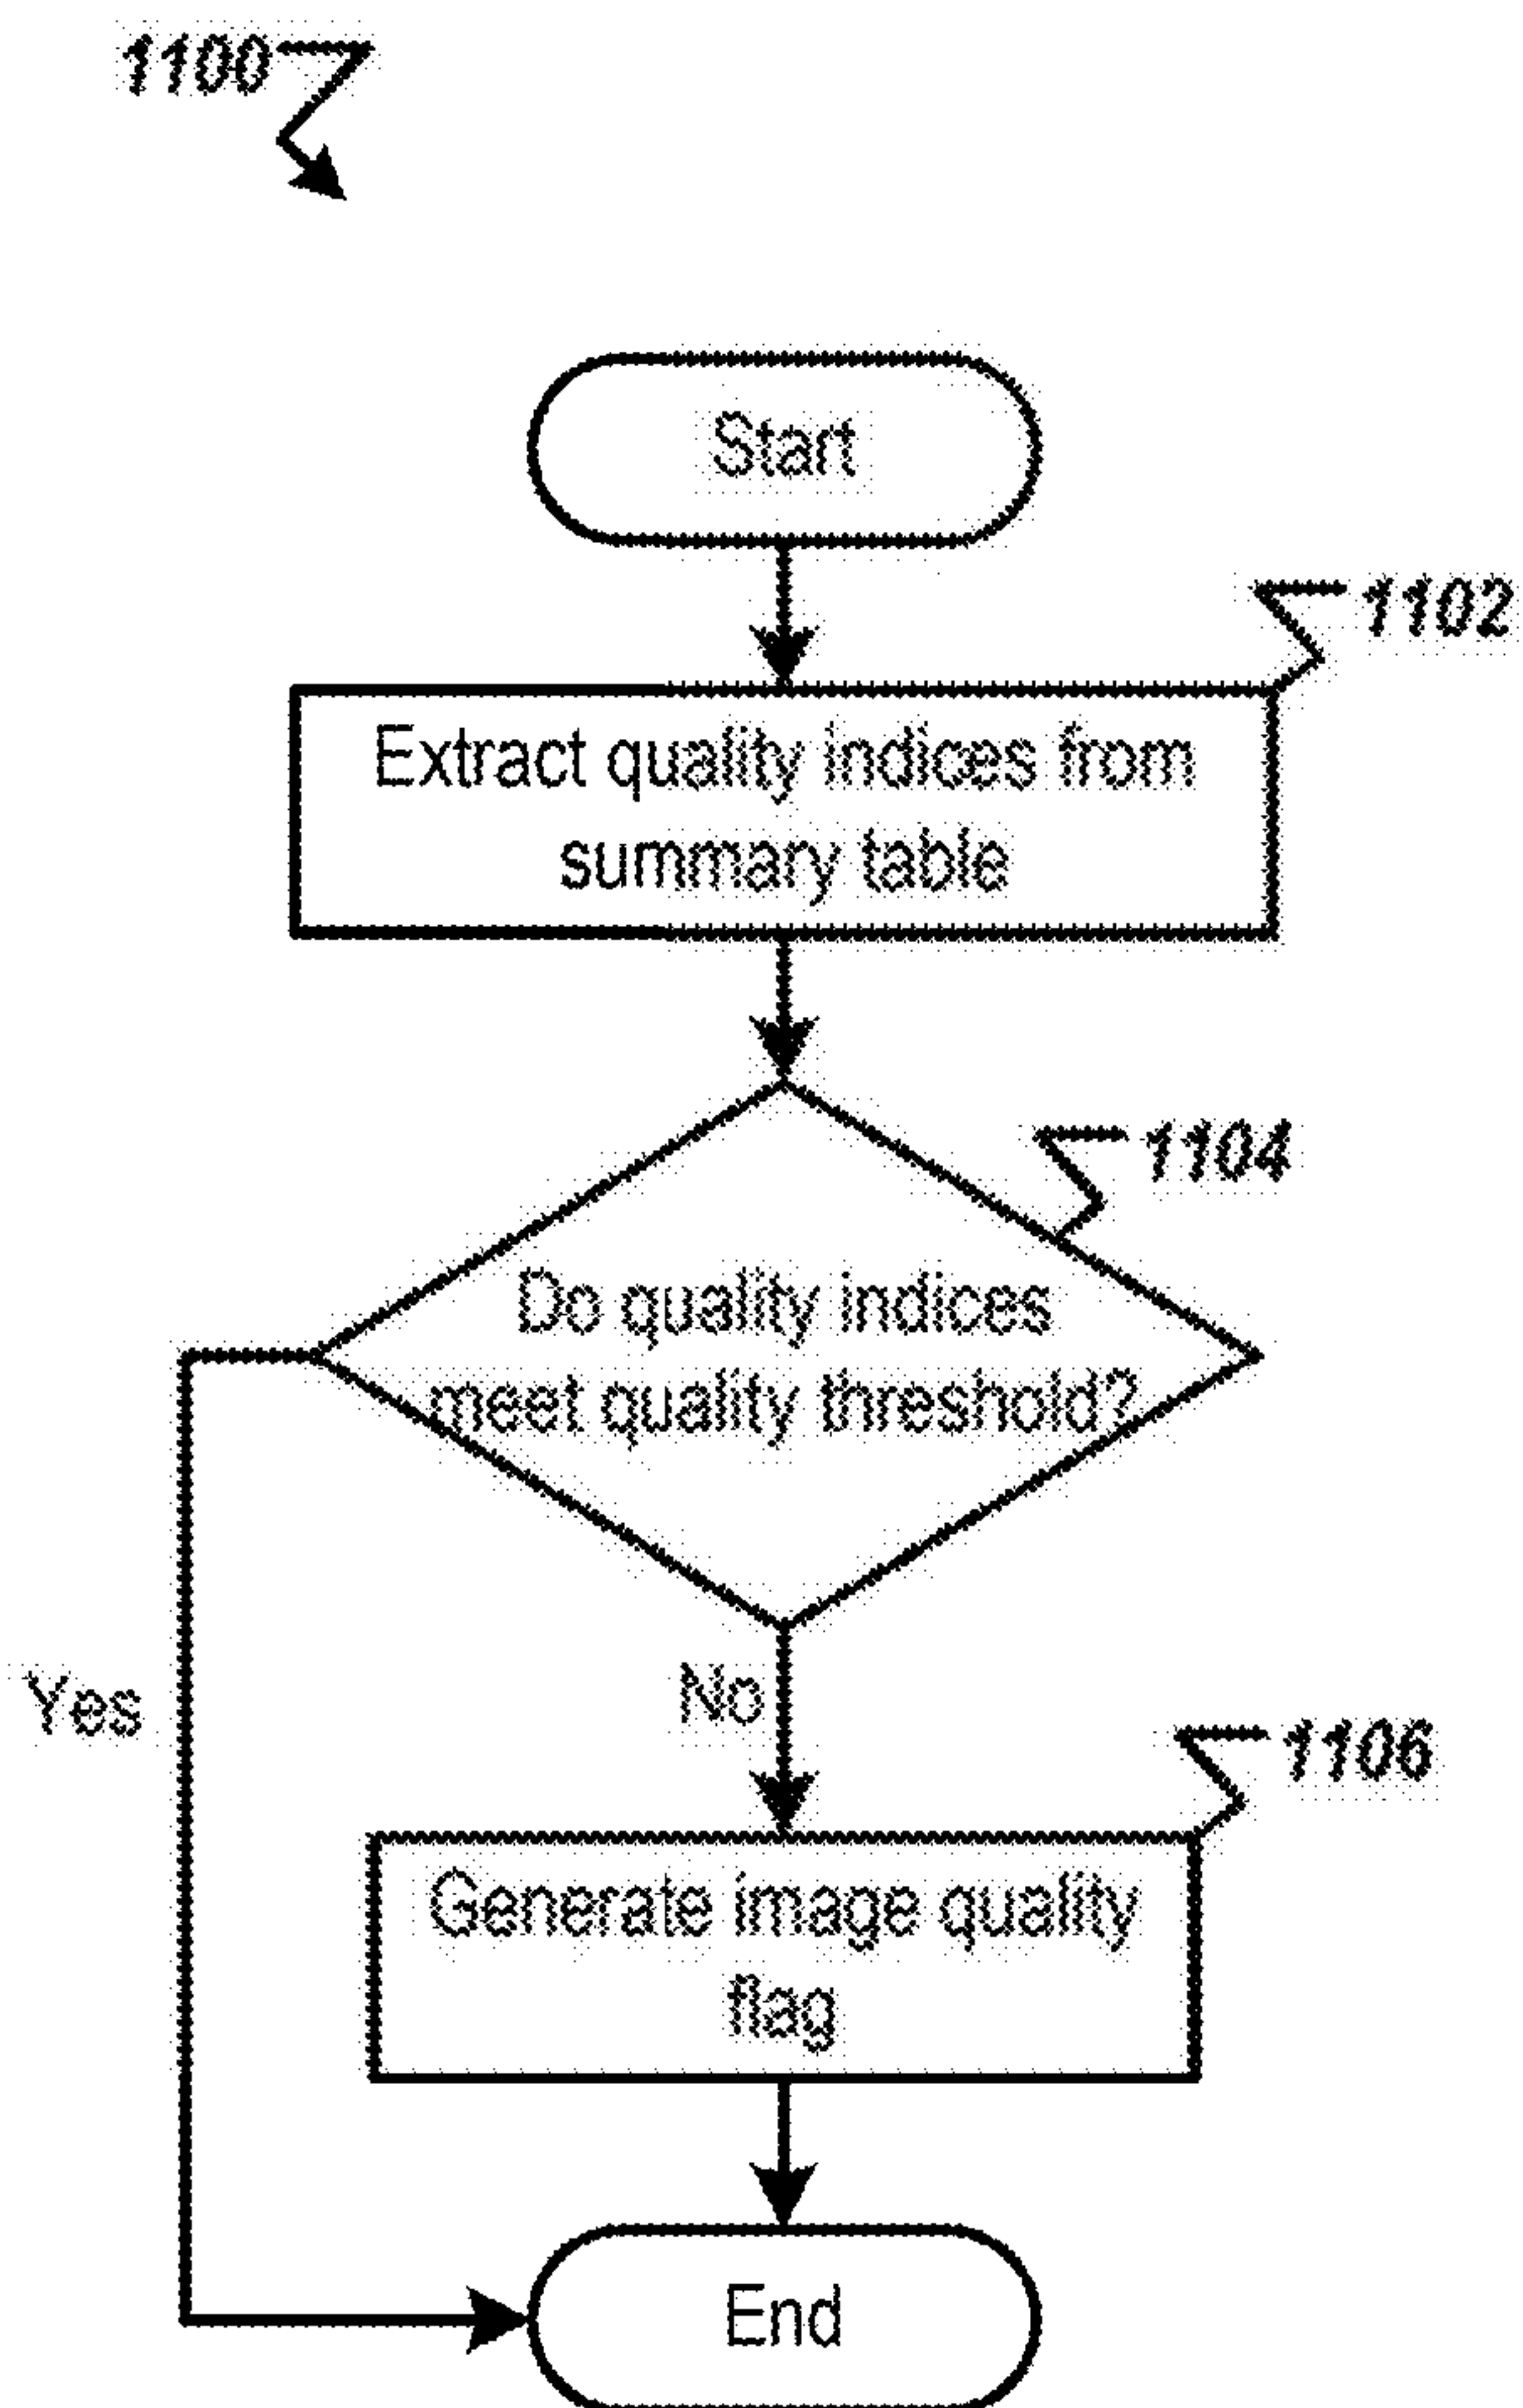 1100
Start
1102
Extract quality indices from
summary table
1104
Do quality indices
meet quality threshold?
Yes
No
1106
Generate image quality
flag
End